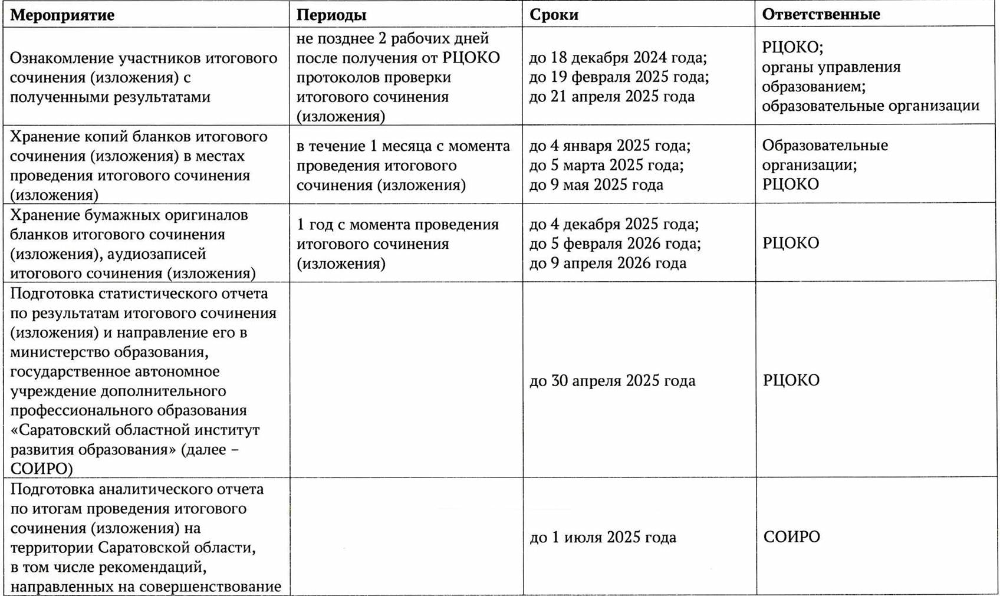 Мероприятие
Периоды
Сроки
Ответственные
Ознакомление участников итогового
сочинения (изложения) с
полученными результатами
не позднее 2 рабочих дней
после получения от РЦОКО
протоколов проверки
итогового сочинения
(изложения)
до 18 декабря 2024 года;
до 19 февраля 2025 года;
до 21 апреля 2025 года
РЦОКО;
органы управления
образованием;
образовательные организации
Хранение копий бланков итогового
сочинения (изложения) в местах
проведения итогового сочинения
(изложения)
в течение 1 месяца с момента
проведения итогового
сочинения (изложения)
до 4 января 2025 года;
до 5 марта 2025 года;
до 9 мая 2025 года
Образовательные
организации;
РЦОКО
Хранение бумажных оригиналов
бланков итогового сочинения
(изложения), аудиозаписей
итогового сочинения (изложения)
1 год с момента проведения
итогового сочинения
(изложения)
до 4 декабря 2025 года;
до 5 февраля 2026 года;
до 9 апреля 2026 года
РЦОКО
Подготовка статистического отчета
по результатам итогового сочинения
(изложения) и направление его в
министерство образования,
государственное автономное
учреждение дополнительного
профессионального образования
«Саратовский областной институт
развития образования» (далее –
СОИРО)
до 30 апреля 2025 года
РЦОКО
Подготовка аналитического отчета
по итогам проведения итогового
сочинения (изложения) на
территории Саратовской области,
в том числе рекомендаций,
направленных на совершенствование
до 1 июля 2025 года
СОИРО